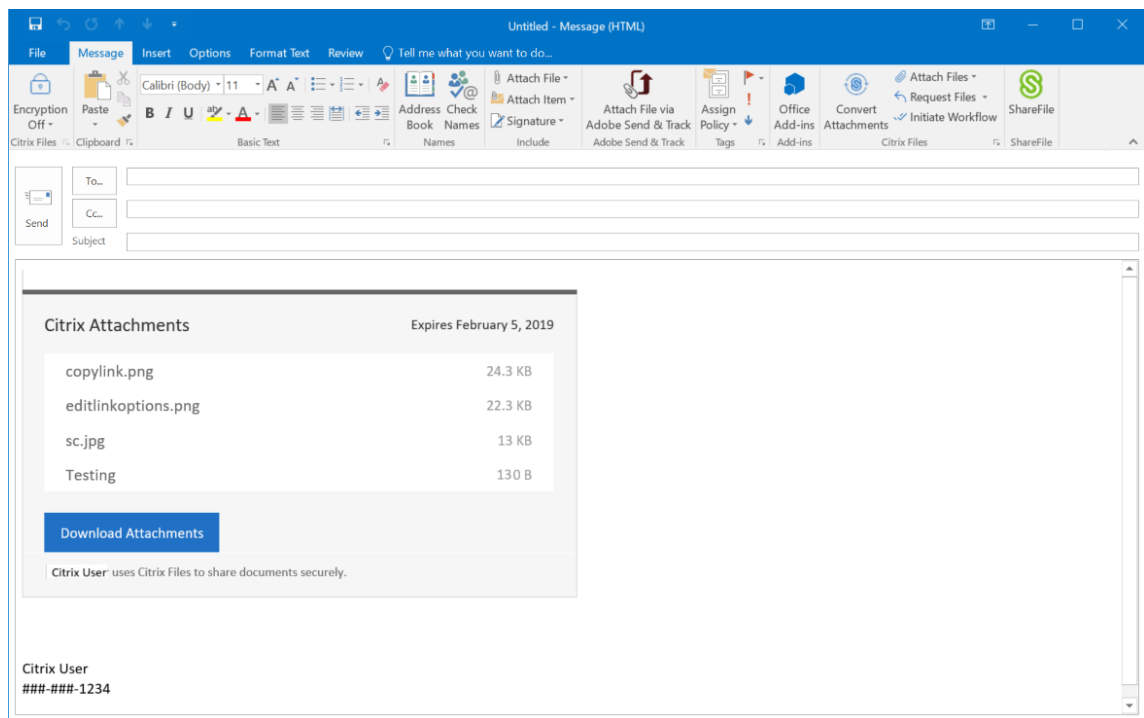 Untitled - Message (HTML)
File Message Insert Options Format Text Review Tell me what you want to do...
Encryption Off
Paste
Calibri (Body) 11
B I U
Address Book
Check Names
Attach File
Attach Item
Signature
Attach File via Adobe Send & Track
Assign Policy
Office Add-ins
Convert Attachments
Attach Files
Request Files
Initiate Workflow
ShareFile
Citrix Files Clipboard Basic Text Names Include Adobe Send & Track Tags Add-ins Citrix Files ShareFile
To...
Cc...
Send
Subject
Citrix Attachments Expires February 5, 2019
copylink.png 24.3 KB
editlinkoptions.png 22.3 KB
sc.jpg 13 KB
Testing 130 B
Download Attachments
Citrix User uses Citrix Files to share documents securely.
Citrix User
###-###-1234